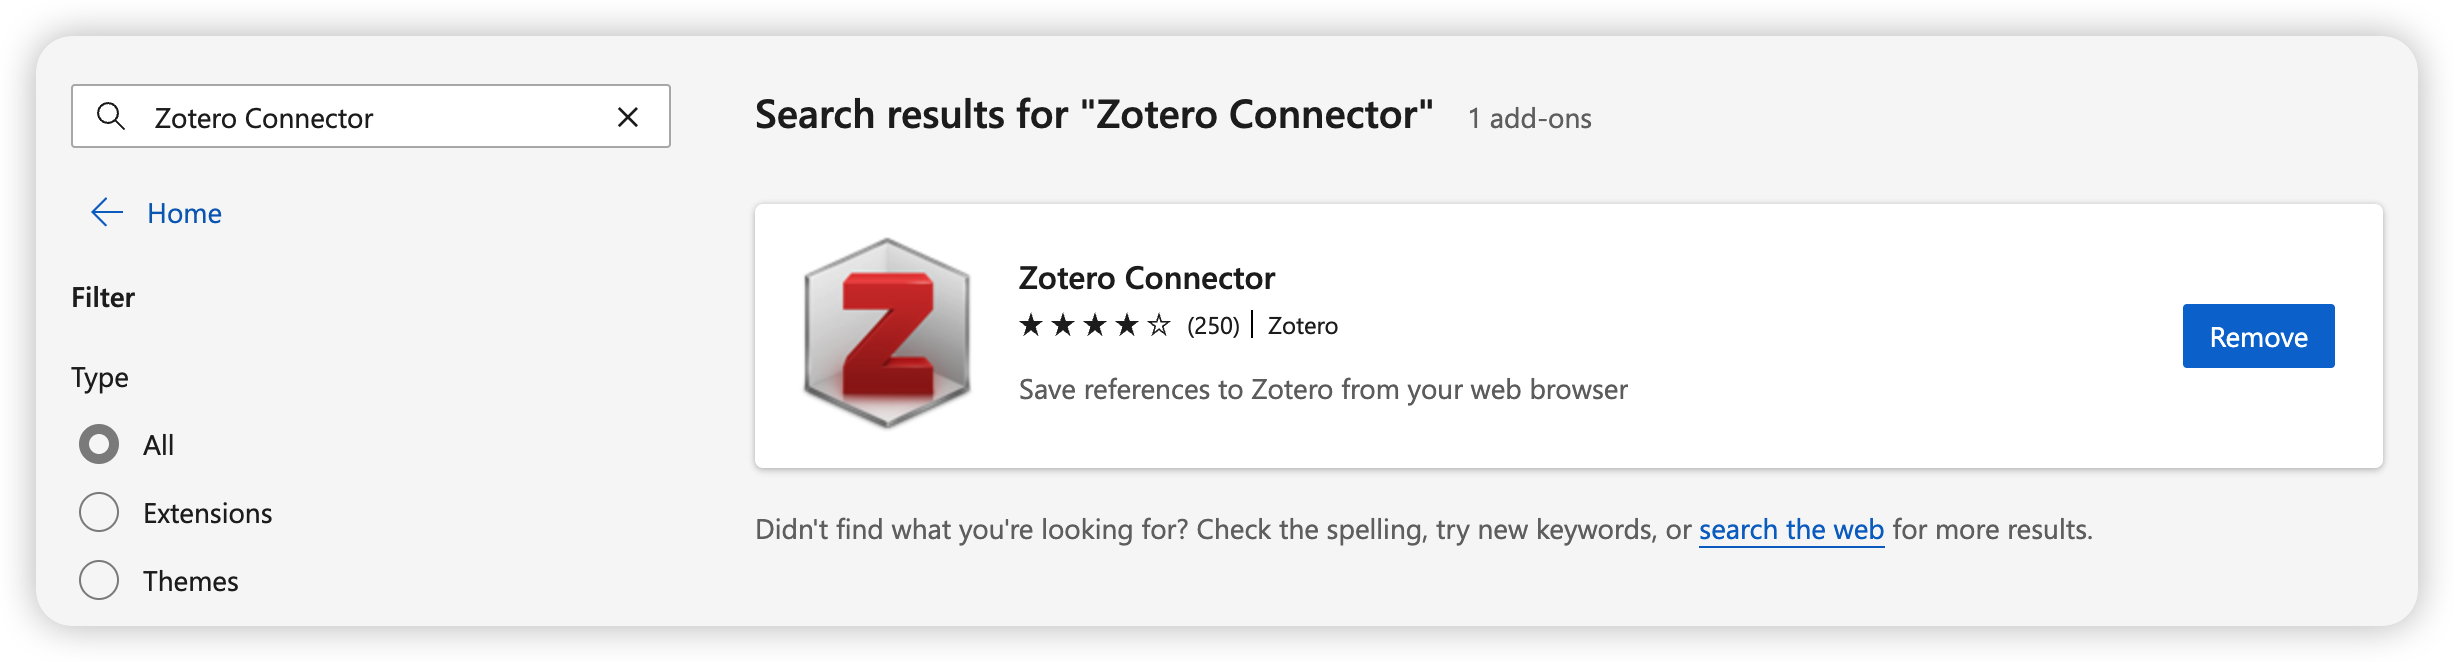 Zotero Connector
Home
Filter
Type
All
Extensions
Themes
Search results for "Zotero Connector" 1 add-ons
Z
Zotero Connector
★★★★☆ (250) | Zotero
Save references to Zotero from your web browser
Remove
Didn't find what you're looking for? Check the spelling, try new keywords, or search the web for more results.